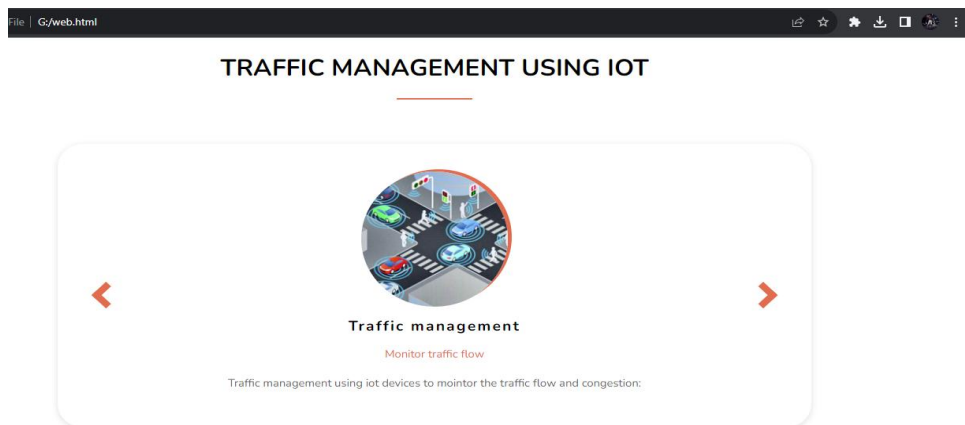 File G:/web.html
TRAFFIC MANAGEMENT USING IOT
Traffic management
Monitor traffic flow
Traffic management using iot devices to mointor the traffic flow and congestion: